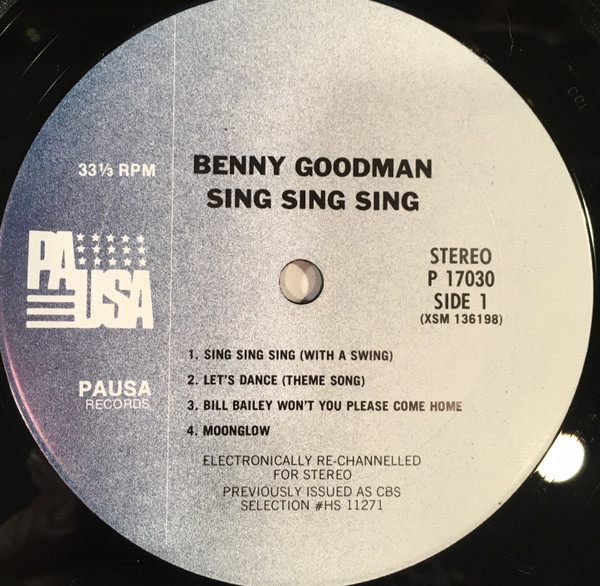 33⅓ RPM
BENNY GOODMAN
SING SING SING
PAUSA
STEREO
P 17030
SIDE 1
(XSM 136198)
1. SING SING SING (WITH A SWING)
2. LET'S DANCE (THEME SONG)
3. BILL BAILEY WON'T YOU PLEASE COME HOME
4. MOONGLOW
PAUSA
RECORDS
ELECTRONICALLY RE-CHANNELLED
FOR STEREO
PREVIOUSLY ISSUED AS CBS
SELECTION #HS 11271